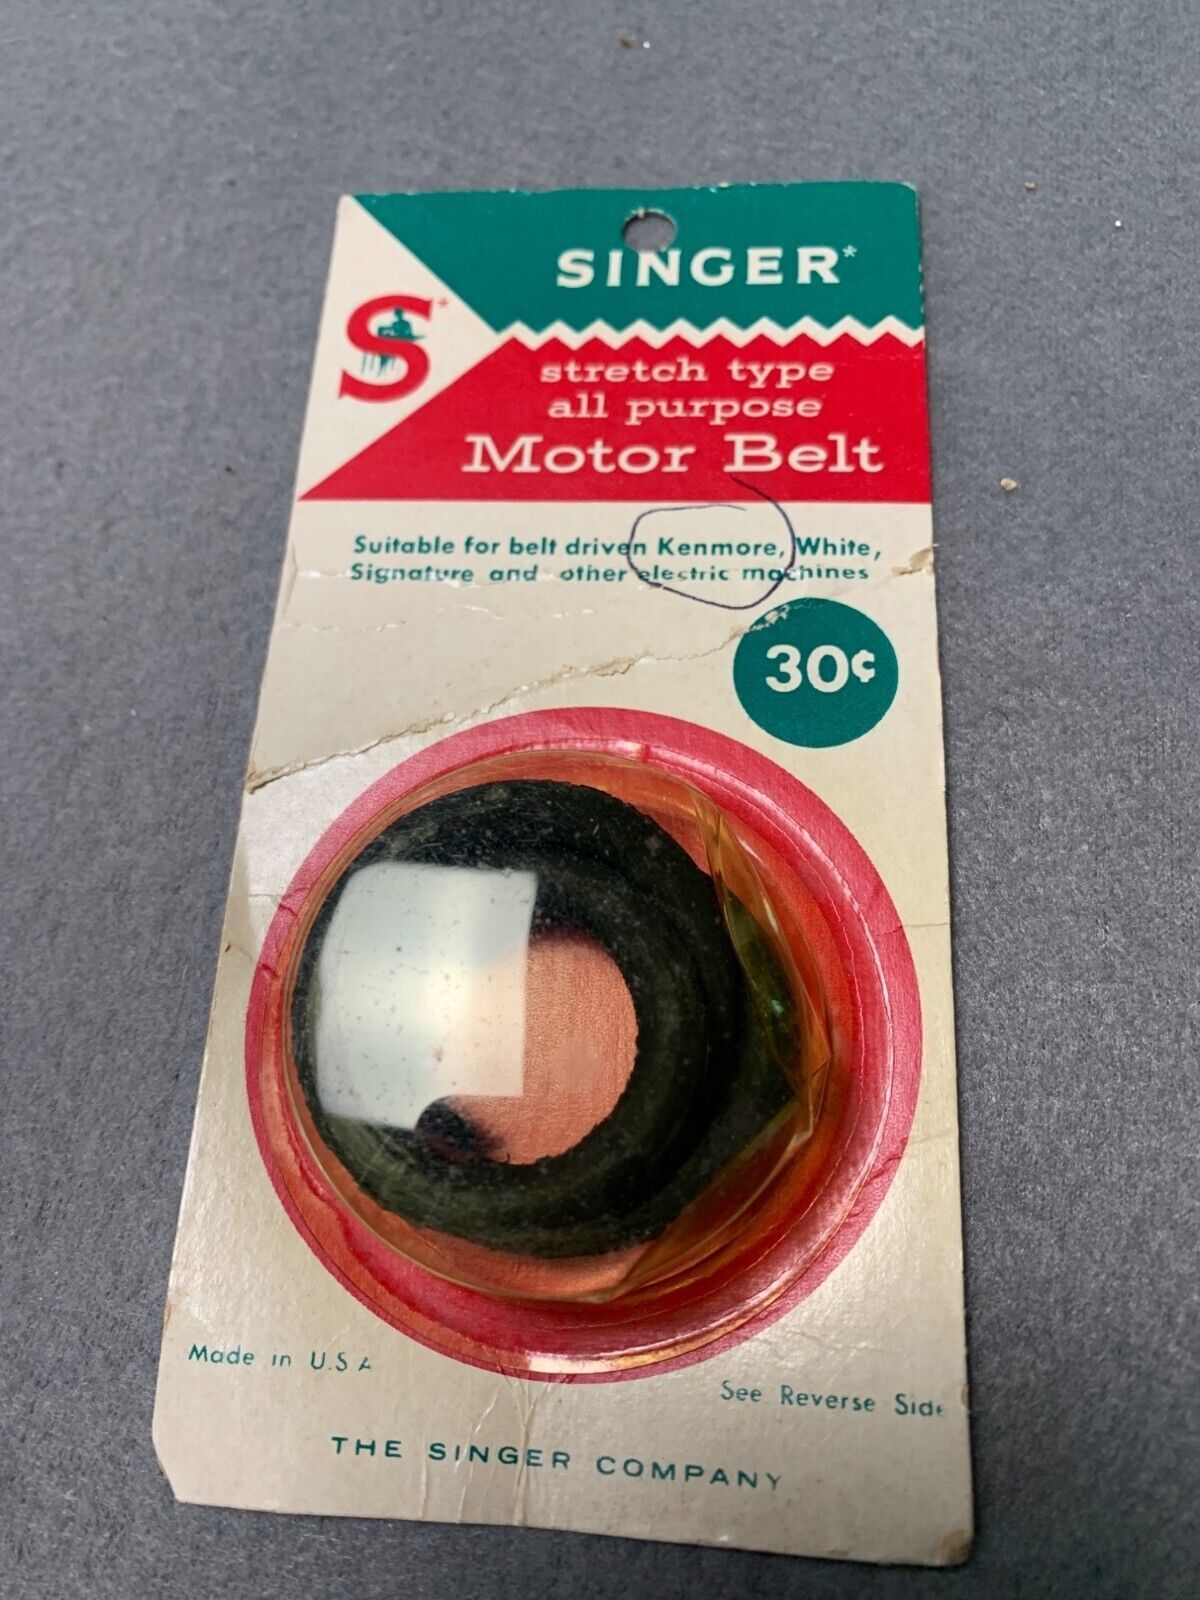 SINGER*
S*
stretch type
all purpose
Motor Belt
Suitable for belt driven Kenmore, White,
Signature and other electric machines
30¢
Made in U.S.A
See Reverse Side
THE SINGER COMPANY